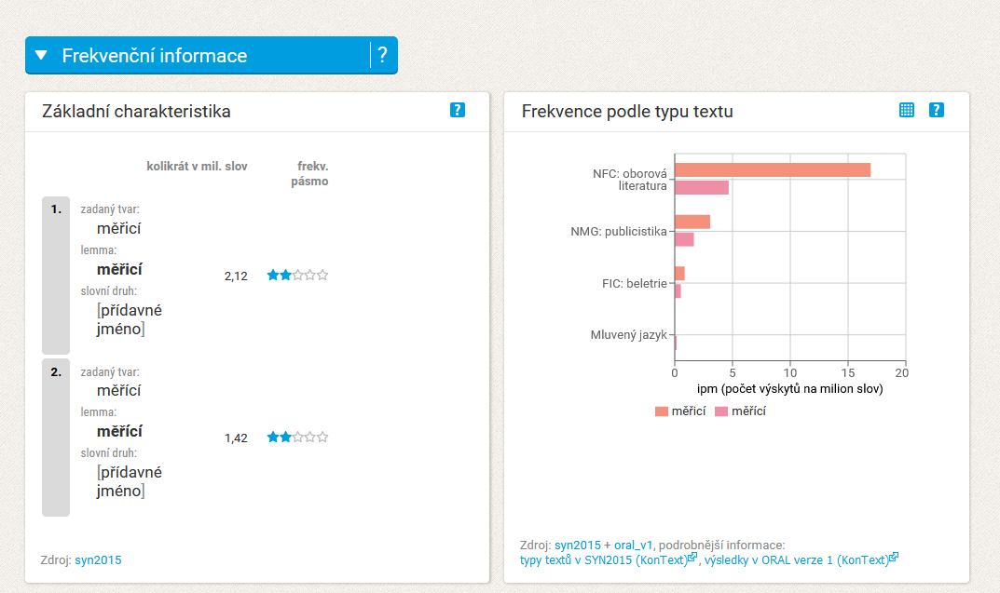 Frekvenční informace
?
Základní charakteristika
?
kolikrát v mil. slov
frekv.
pásmo
1.
zadaný tvar:
měřicí
lemma:
měřicí
2,12
slovní druh:
[přídavné
jméno]
2.
zadaný tvar:
měřící
lemma:
měřící
1,42
slovní druh:
[přídavné
jméno]
Zdroj: syn2015
Frekvence podle typu textu
?
NFC: oborová
literatura
NMG: publicistika
FIC: beletrie
Mluvený jazyk
0 5 10 15 20
ipm (počet výskytů na milion slov)
měřicí měřící
Zdroj: syn2015 + oral_v1, podrobnější informace:
typy textů v SYN2015 (KonText), výsledky v ORAL verze 1 (KonText)